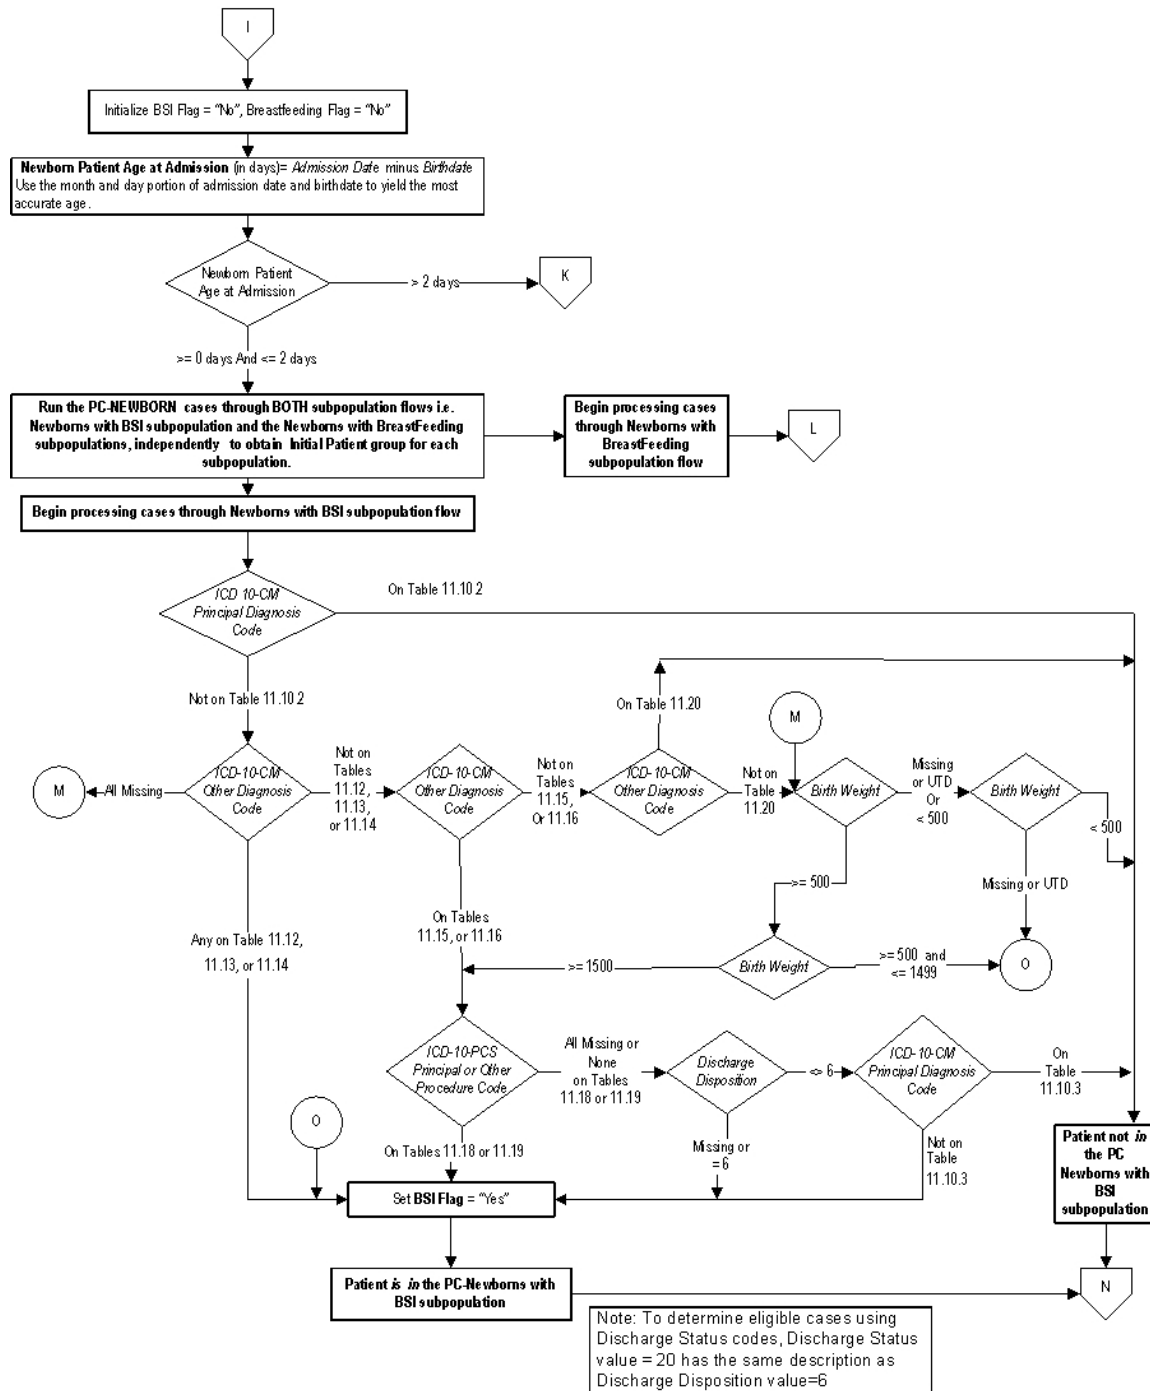 I
Initialize BSI Flag = "No", Breastfeeding Flag = "No"
Newborn Patient Age at Admission (in days)= Admission Date minus Birthdate
Use the month and day portion of admission date and birthdate to yield the most
accurate age.
Newborn Patient
Age at Admission
> 2 days
K
>= 0 days And <= 2 days
Run the PC-NEWBORN cases through BOTH subpopulation flows i.e.
Newborns with BSI subpopulation and the Newborns with BreastFeeding
subpopulations, independently to obtain Initial Patient group for each
subpopulation.
Begin processing cases
through Newborns with
BreastFeeding
subpopulation flow
L
Begin processing cases through Newborns with BSI subpopulation flow
ICD 10-CM
Principal Diagnosis
Code
On Table 11.10.2
Not on Table 11.10.2
On Table 11.20
M
M
All Missing
ICD-10-CM
Other Diagnosis
Code
Not on
Tables
11.12,
11.13,
or 11.14
ICD-10-CM
Other Diagnosis
Code
Not on
Tables
11.15,
Or 11.16
ICD-10-CM
Other Diagnosis
Code
Not on
Table
11.20
Birth Weight
Missing
or UTD
Or
< 500
Birth Weight
< 500
>= 500
Missing or UTD
On Tables
11.15, or 11.16
Any on Table 11.12,
11.13, or 11.14
>= 1500
Birth Weight
>= 500 and
<= 1499
O
ICD-10-PCS
Principal or Other
Procedure Code
All Missing or
None
on Tables
11.18 or 11.19
Discharge
Disposition
<> 6
ICD-10-CM
Principal Diagnosis
Code
On
Table
11.10.3
O
On Tables 11.18 or 11.19
Missing or
= 6
Not on
Table
11.10.3
Patient not in
the PC
Newborns with
BSI
subpopulation
Set BSI Flag = "Yes"
Patient is in the PC-Newborns with
BSI subpopulation
N
Note: To determine eligible cases using
Discharge Status codes, Discharge Status
value = 20 has the same description as
Discharge Disposition value=6